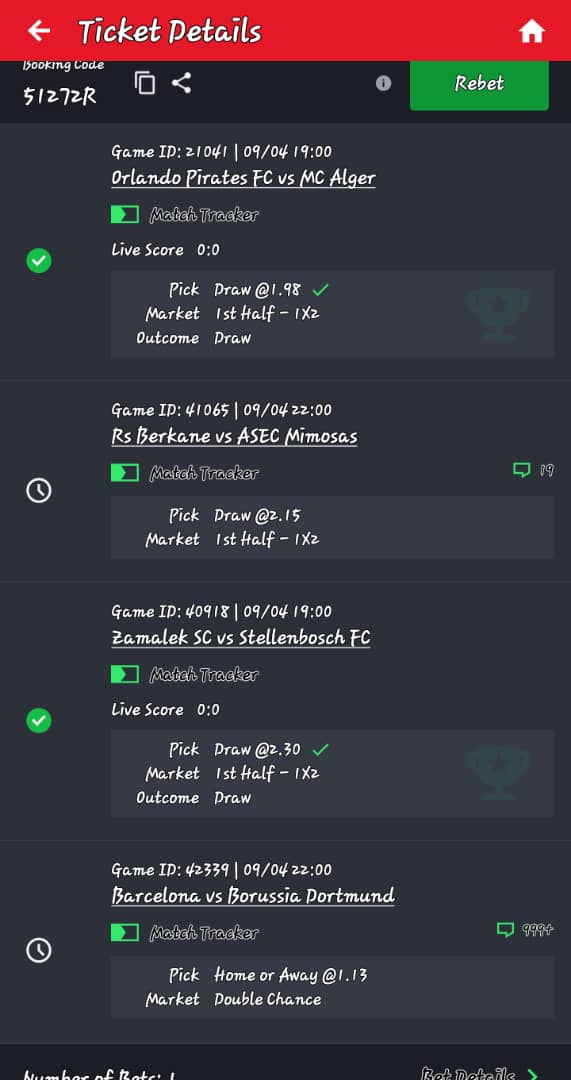 Ticket Details
Booking Code
51272R
Rebet
Game ID: 21041 | 09/04 19:00
Orlando Pirates FC vs MC Alger
Match Tracker
Live Score 0:0
Pick Draw @1.98
Market 1st Half - 1X2
Outcome Draw
Game ID: 41065 | 09/04 22:00
Rs Berkane vs ASEC Mimosas
Match Tracker 19
Pick Draw @2.15
Market 1st Half - 1X2
Game ID: 40918 | 09/04 19:00
Zamalek SC vs Stellenbosch FC
Match Tracker
Live Score 0:0
Pick Draw @2.30
Market 1st Half - 1X2
Outcome Draw
Game ID: 42339 | 09/04 22:00
Barcelona vs Borussia Dortmund
Match Tracker 999+
Pick Home or Away @1.13
Market Double Chance
Number of Bets: 1 Bet Details